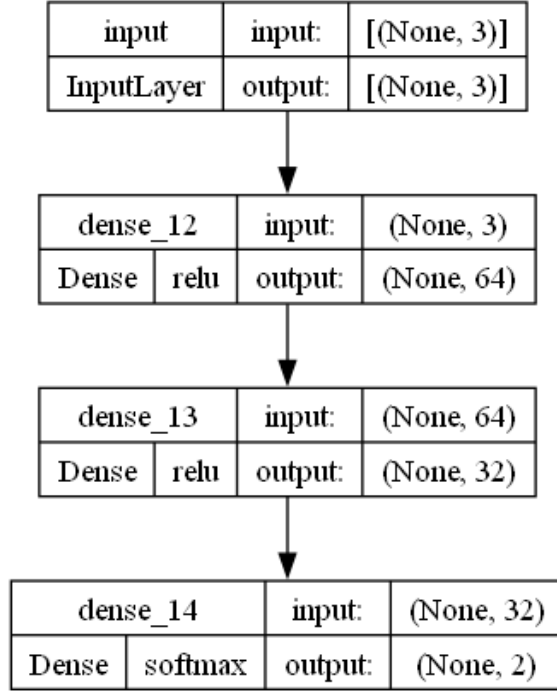 input input: [(None, 3)]
InputLayer output: [(None, 3)]
dense_12 input: (None, 3)
Dense relu output: (None, 64)
dense_13 input: (None, 64)
Dense relu output: (None, 32)
dense_14 input: (None, 32)
Dense softmax output: (None, 2)